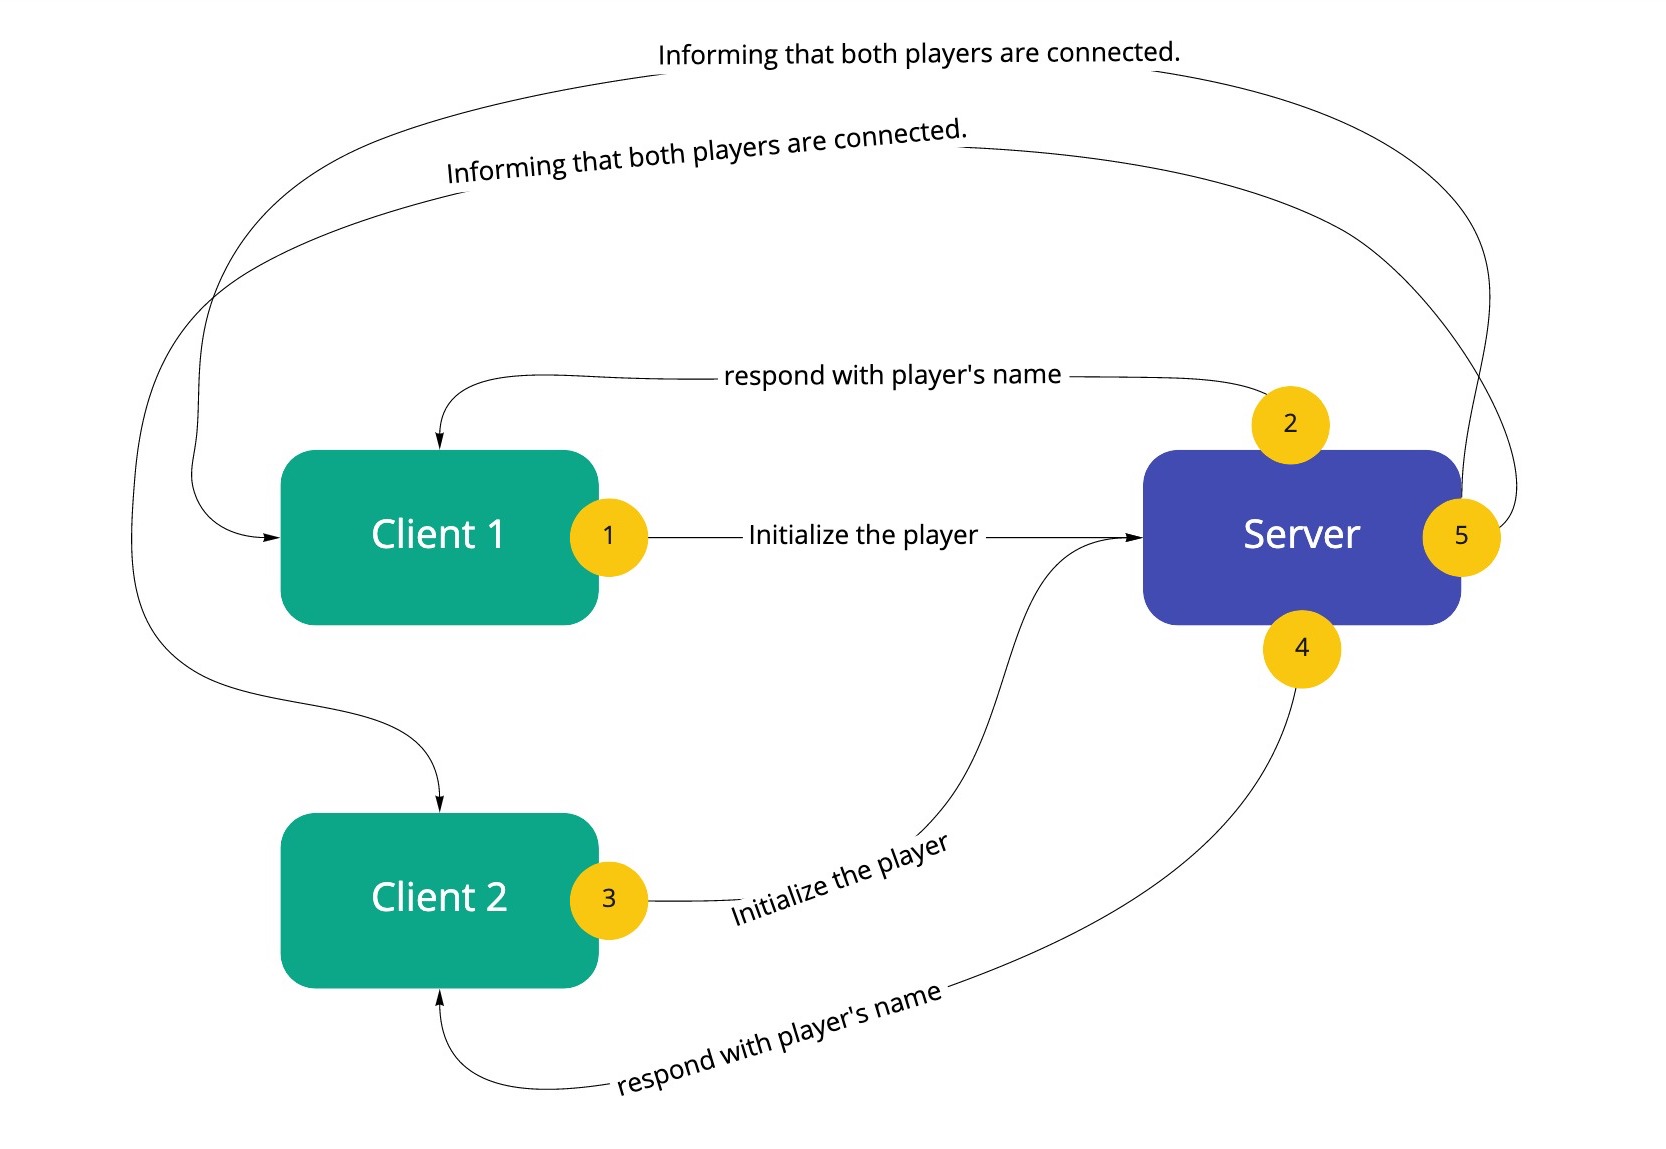 Informing that both players are connected.
Informing that both players are connected.
respond with player's name
2
Client 1
1
Initialize the player
Server
5
4
Initialize the player
Client 2
3
respond with player's name